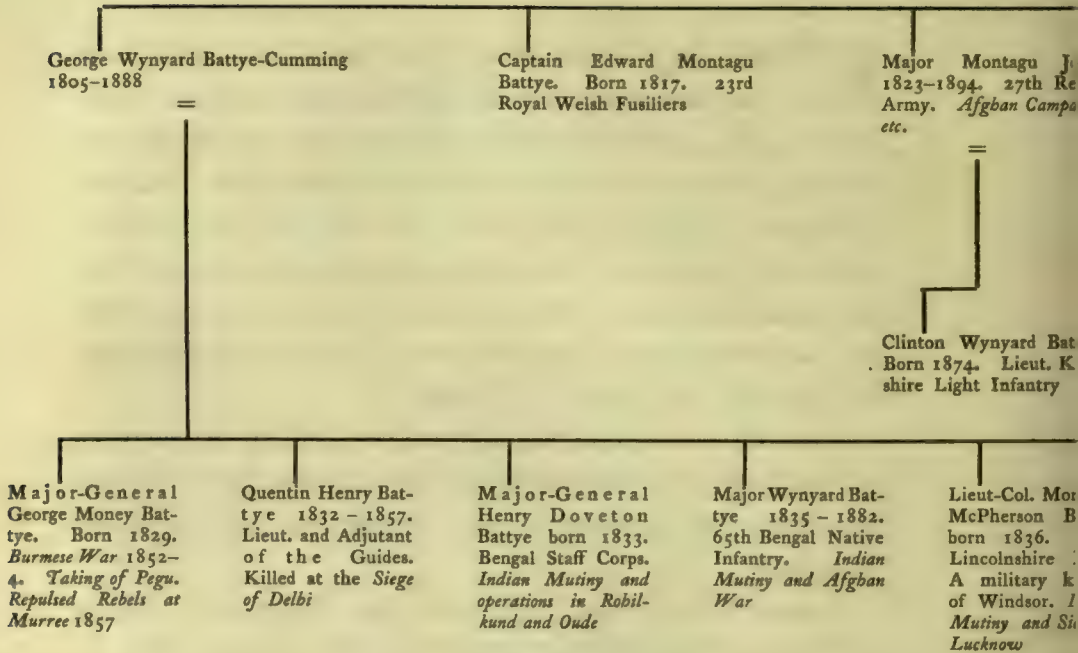 George Wynyard Battye-Cumming
1805–1888
=
Captain Edward Montagu
Battye. Born 1817. 23rd
Royal Welsh Fusiliers
Major Montagu
1823–1894. 27th
Army. Afghan
etc.
=
Clinton Wynyard
Born 1874. Lieut.
shire Light Infantry
Major-General
George Money Bat-
tye. Born 1829.
Burmese War 1852–
4. Taking of Pegu.
Repulsed Rebels at
Murree 1857
Quentin Henry Bat-
tye 1832 – 1857.
Lieut. and Adjutant
of the Guides.
Killed at the Siege
of Delhi
Major-General
Henry Doveton
Battye born 1833.
Bengal Staff Corps.
Indian Mutiny and
operations in Rohil-
kund and Oude
Major Wynyard Bat-
tye 1835 – 1882.
65th Bengal Native
Infantry. Indian
Mutiny and Afghan
War
Lieut-Col.
McPherson
born 1836.
Lincolnshire
A military
of Windsor.
Mutiny and
Lucknow